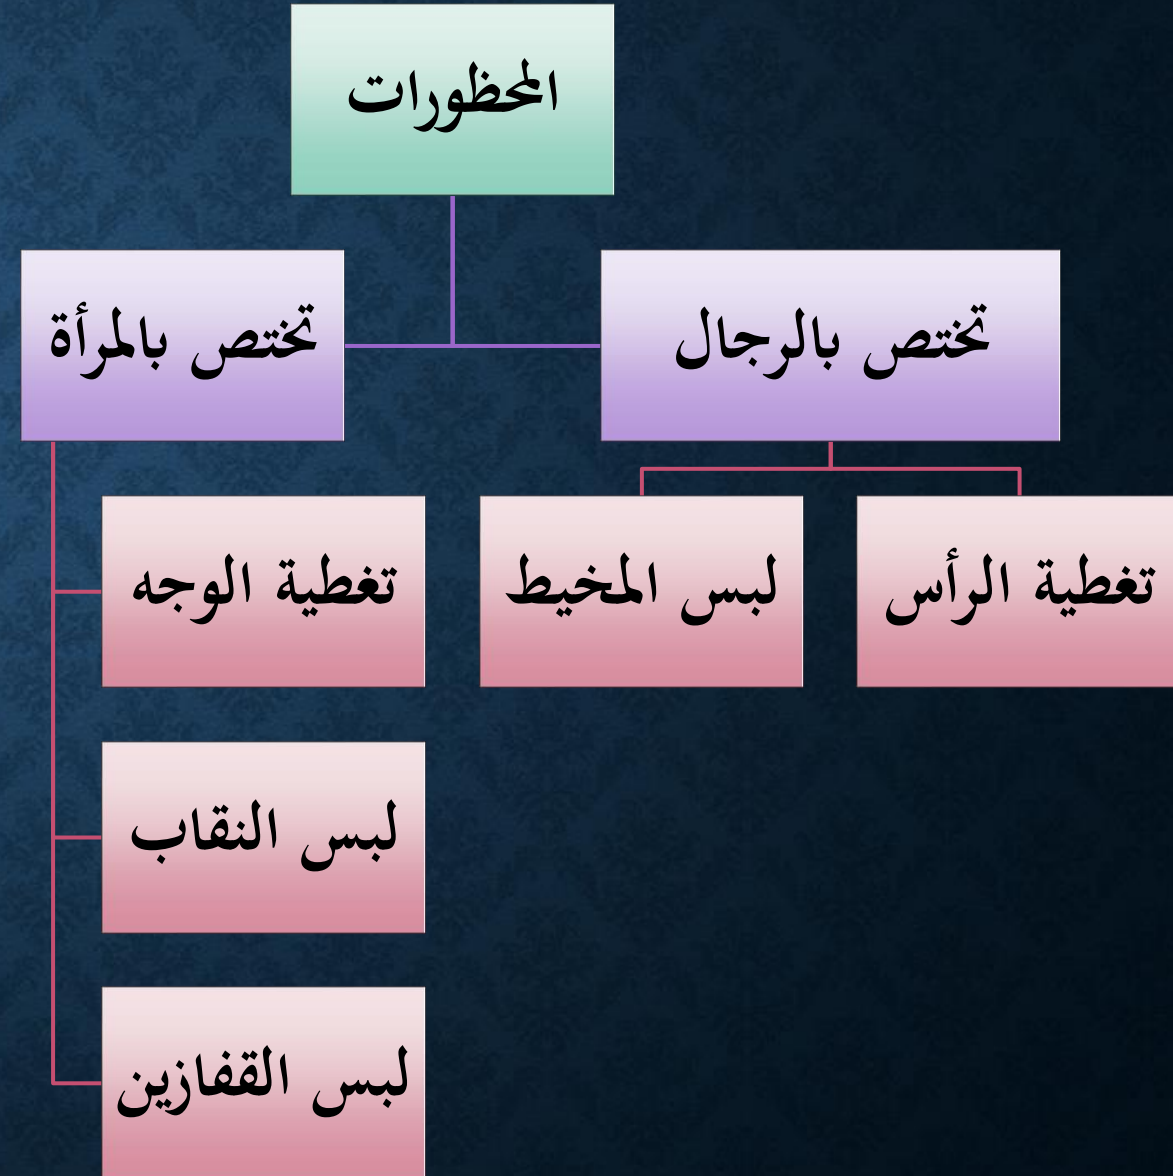 المحظورات
تختص بالرجال
تختص بالمرأة
تغطية الرأس
لبس المخيط
تغطية الوجه
لبس النقاب
لبس القفازين